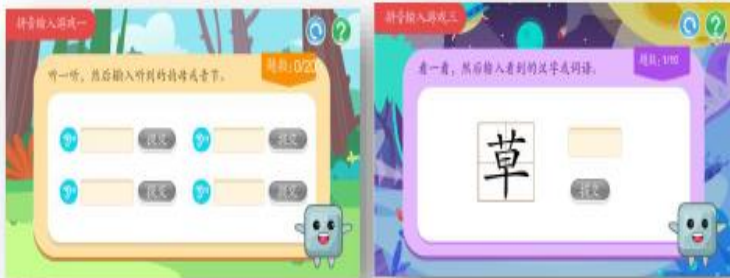 拼音输入游戏一
?
题数:0/20
听一听，然后输入听到的韵母或音节。
提交
提交
提交
提交
拼音输入游戏三
?
题数:1/10
看一看，然后输入看到的汉字或词语。
草
提交